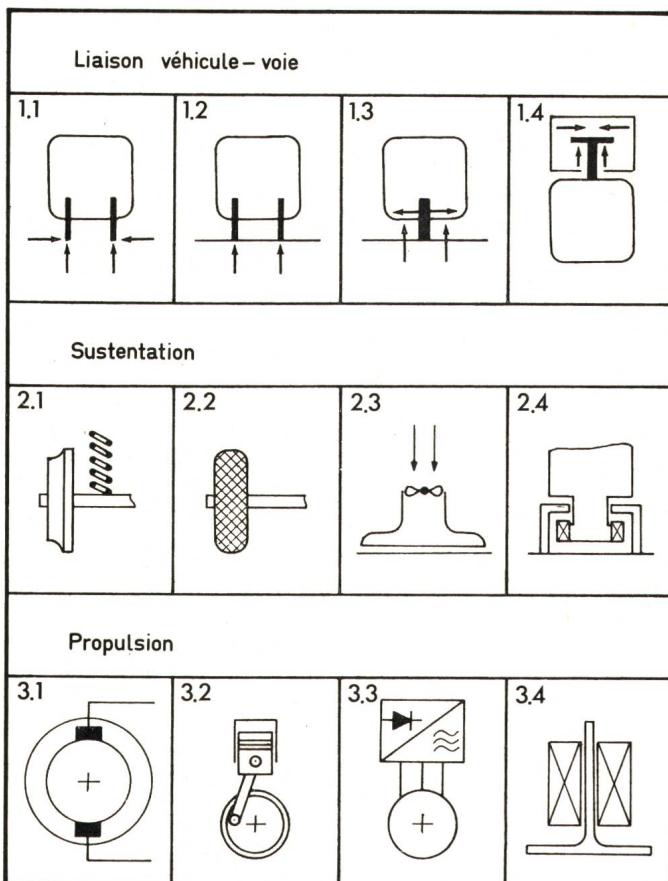 Liaison véhicule – voie
1.1 1.2 1.3 1.4
Sustentation
2.1 2.2 2.3 2.4
Propulsion
3.1 3.2 3.3 3.4